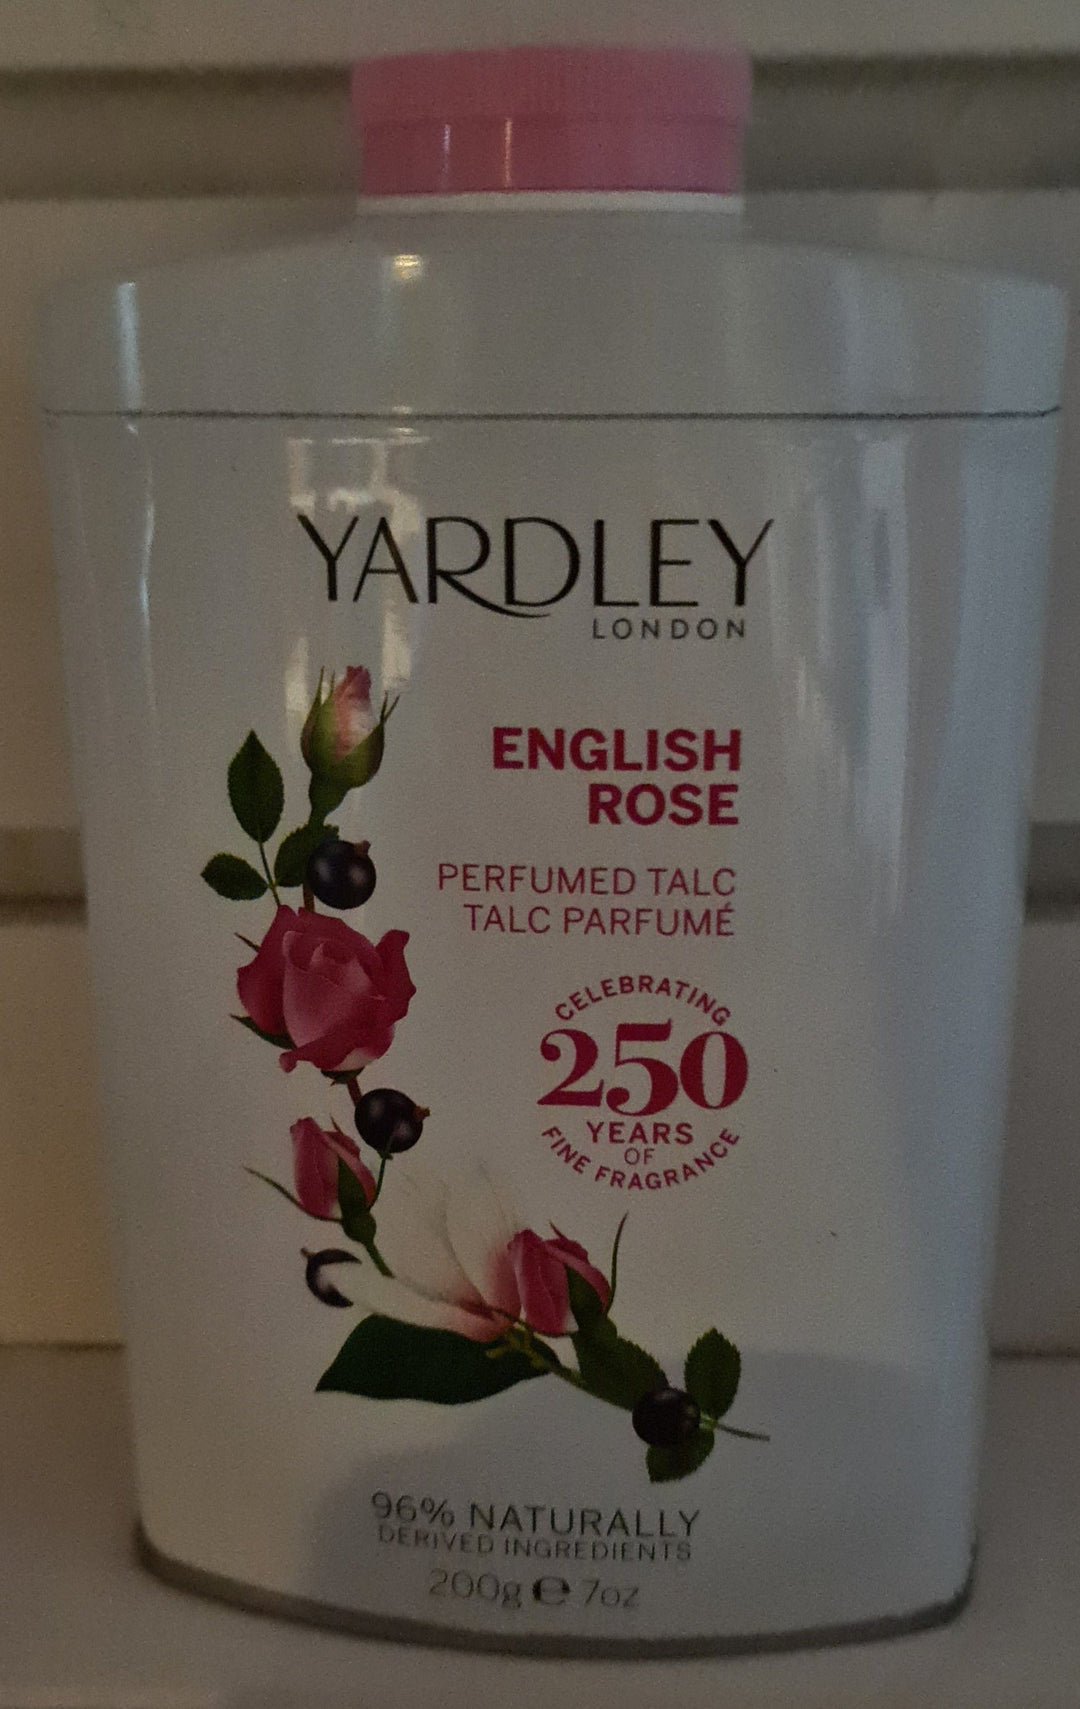 YARDLEY
LONDON
ENGLISH
ROSE
PERFUMED TALC
TALC PARFUMÉ
CELEBRATING
250
YEARS
OF
FINE FRAGRANCE
96% NATURALLY
DERIVED INGREDIENTS
200g ℮ 7oz